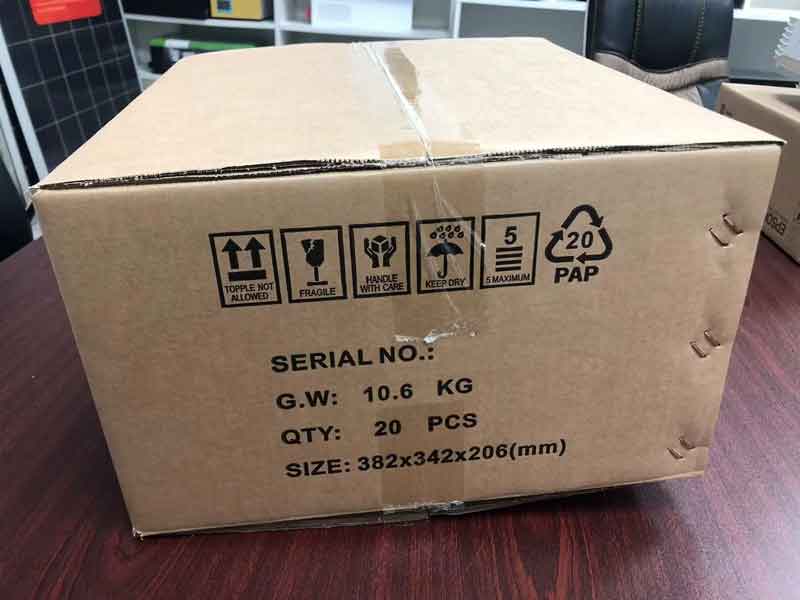 TOPPLE NOT
ALLOWED
FRAGILE
HANDLE
WITH CARE
KEEP DRY
5
5 MAXIMUM
20
PAP
SERIAL NO.:
G.W: 10.6 KG
QTY: 20 PCS
SIZE: 382x342x206(mm)